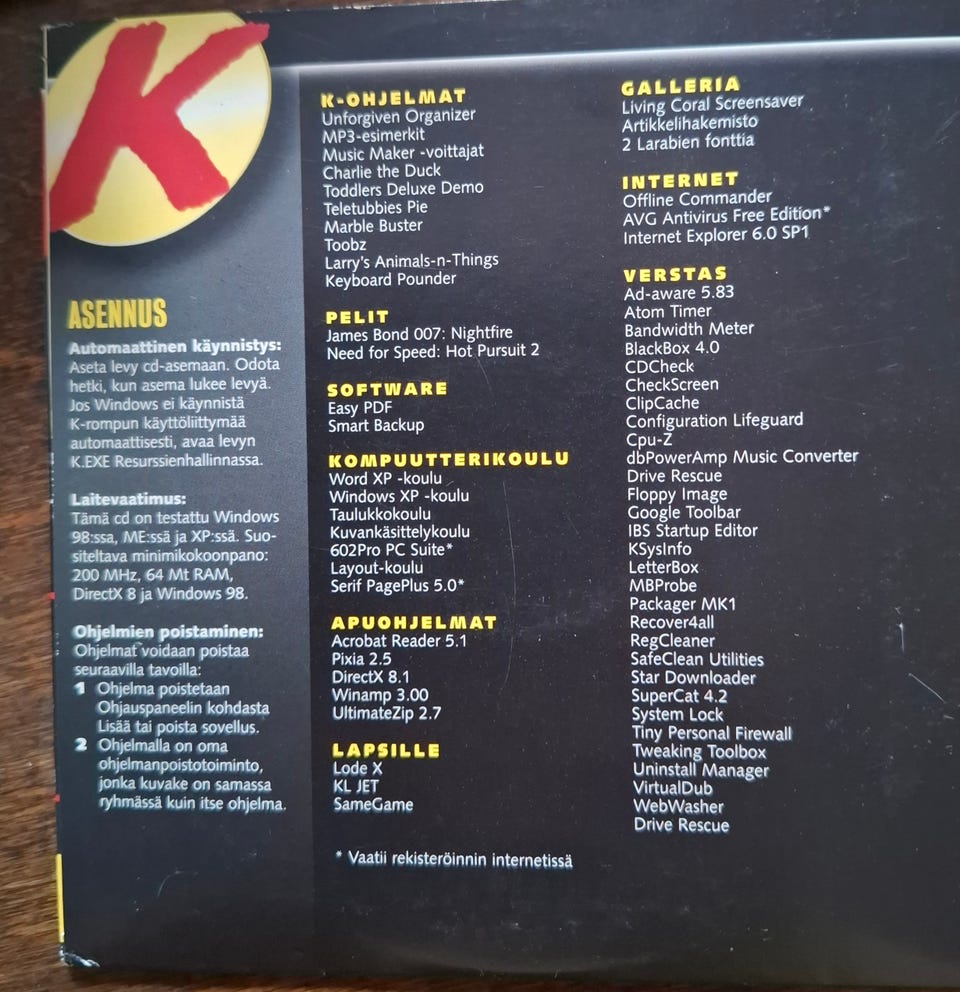 K
ASENNUS
Automaattinen käynnistys:
Aseta levy cd-asemaan. Odota
hetki, kun asema lukee levyä.
Jos Windows ei käynnistä
K-rompun käyttöliittymää
automaattisesti, avaa levyn
K.EXE Resurssienhallinnassa.
Laitevaatimus:
Tämä cd on testattu Windows
98:ssa, ME:ssä ja XP:ssä. Suo-
siteltava minimikokoonpano:
200 MHz, 64 Mt RAM,
DirectX 8 ja Windows 98.
Ohjelmien poistaminen:
Ohjelmat voidaan poistaa
seuraavilla tavoilla:
1 Ohjelma poistetaan
Ohjauspaneelin kohdasta
Lisää tai poista sovellus.
2 Ohjelmalla on oma
ohjelmanpoistotoiminto,
jonka kuvake on samassa
ryhmässä kuin itse ohjelma.
K-OHJELMAT
Unforgiven Organizer
MP3-esimerkit
Music Maker -voittajat
Charlie the Duck
Toddlers Deluxe Demo
Teletubbies Pie
Marble Buster
Toobz
Larry's Animals-n-Things
Keyboard Pounder
PELIT
James Bond 007: Nightfire
Need for Speed: Hot Pursuit 2
SOFTWARE
Easy PDF
Smart Backup
KOMPUUTTERIKOULU
Word XP -koulu
Windows XP -koulu
Taulukkokoulu
Kuvankäsittelykoulu
602Pro PC Suite*
Layout-koulu
Serif PagePlus 5.0*
APUOHJELMAT
Acrobat Reader 5.1
Pixia 2.5
DirectX 8.1
Winamp 3.00
UltimateZip 2.7
LAPSILLE
Lode X
KL JET
SameGame
* Vaatii rekisteröinnin internetissä
GALLERIA
Living Coral Screensaver
Artikkelihakemisto
2 Larabien fonttia
INTERNET
Offline Commander
AVG Antivirus Free Edition*
Internet Explorer 6.0 SP1
VERSTAS
Ad-aware 5.83
Atom Timer
Bandwidth Meter
BlackBox 4.0
CDCheck
CheckScreen
ClipCache
Configuration Lifeguard
Cpu-Z
dbPowerAmp Music Converter
Drive Rescue
Floppy Image
Google Toolbar
IBS Startup Editor
KSysInfo
LetterBox
MBProbe
Packager MK1
Recover4all
RegCleaner
SafeClean Utilities
Star Downloader
SuperCat 4.2
System Lock
Tiny Personal Firewall
Tweaking Toolbox
Uninstall Manager
VirtualDub
WebWasher
Drive Rescue